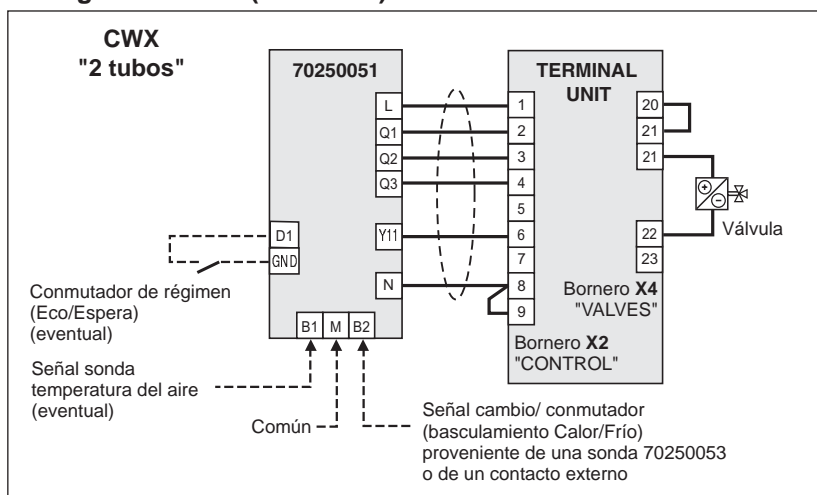 CWX
"2 tubos"
70250051
L
Q1
Q2
Q3
Y11
N
D1
GND
B1 M B2
TERMINAL
UNIT
1
2
3
4
5
6
7
8
9
20
21
21
22
23
Válvula
Bornero X4
"VALVES"
Bornero X2
"CONTROL"
Conmutador de régimen
(Eco/Espera)
(eventual)
Señal sonda
temperatura del aire
(eventual)
Común
Señal cambio/ conmutador
(basculamiento Calor/Frío)
proveniente de una sonda 70250053
o de un contacto externo